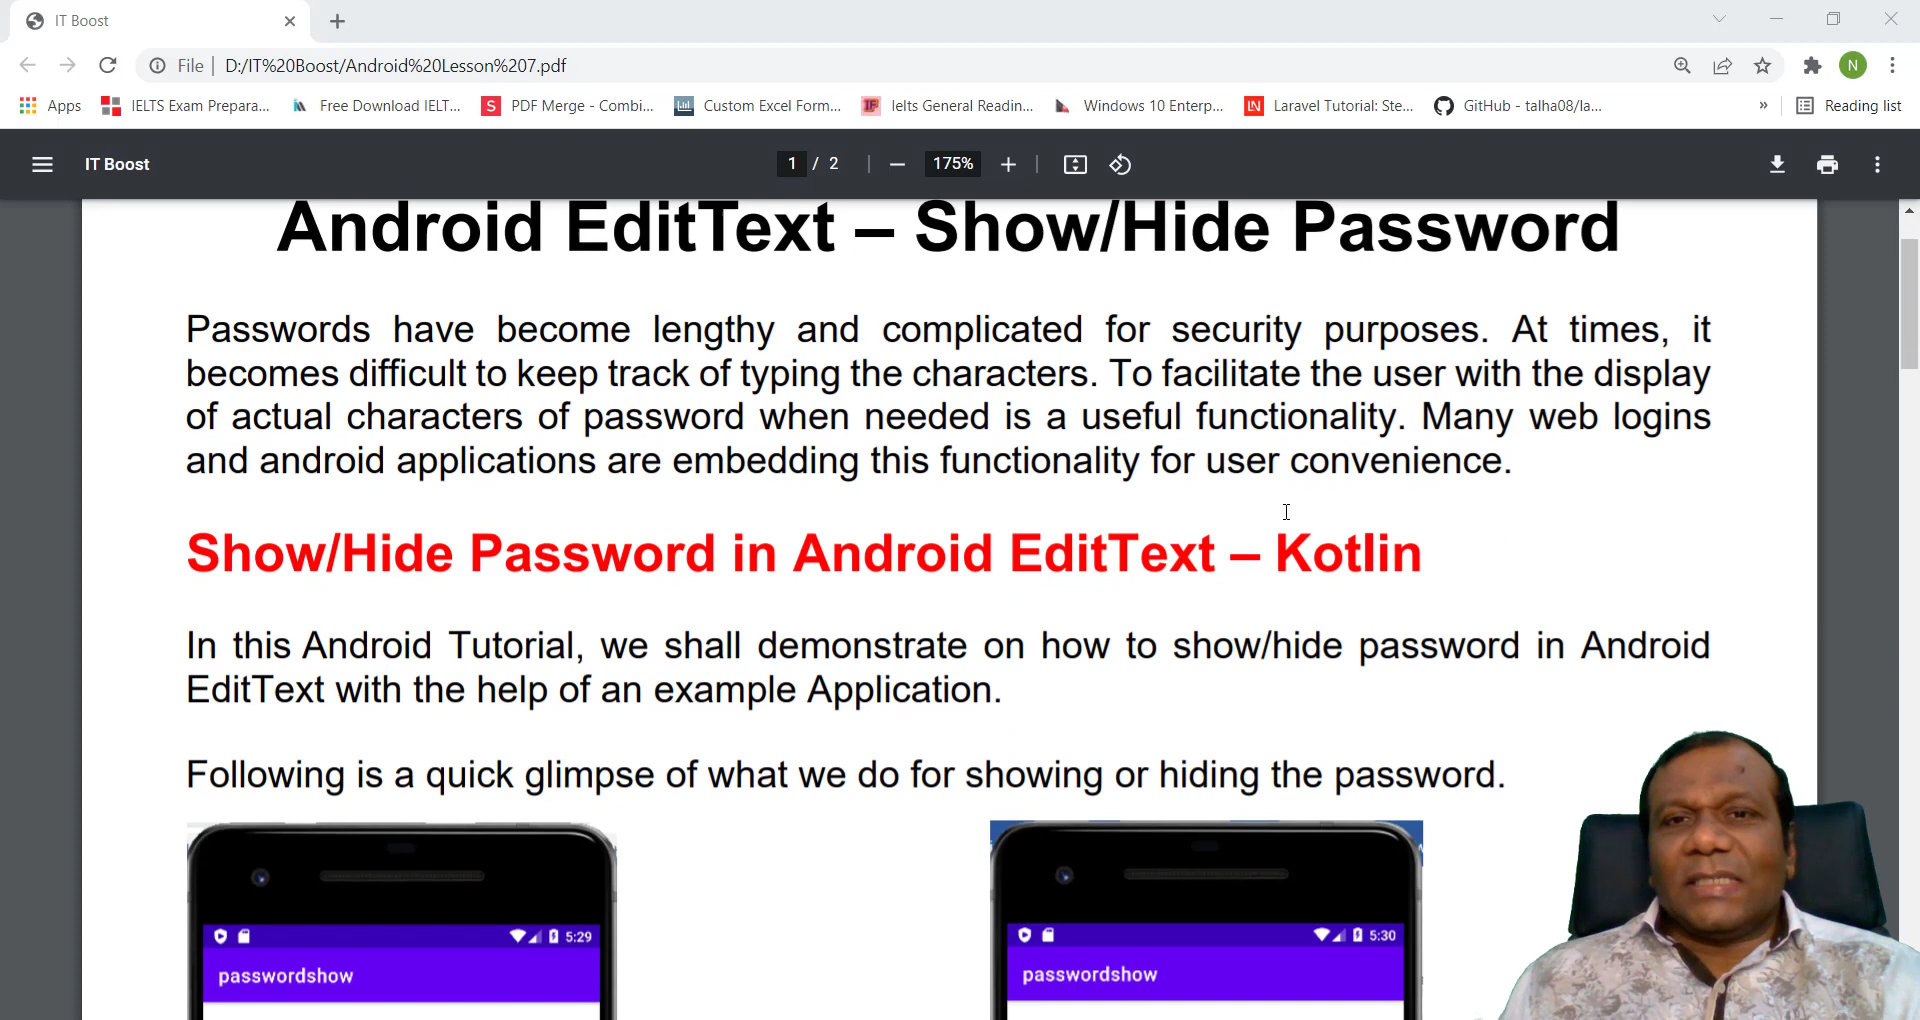 IT Boost
File | D:/IT%20Boost/Android%20Lesson%207.pdf
N
Apps IELTS Exam Prepara... Free Download IELT... S PDF Merge - Combi... Custom Excel Form... IF Ielts General Readin... Windows 10 Enterp... LN Laravel Tutorial: Ste... GitHub - talha08/la... » Reading list
IT Boost 1 / 2 175%
Android EditText – Show/Hide Password
Passwords have become lengthy and complicated for security purposes. At times, it
becomes difficult to keep track of typing the characters. To facilitate the user with the display
of actual characters of password when needed is a useful functionality. Many web logins
and android applications are embedding this functionality for user convenience.
Show/Hide Password in Android EditText – Kotlin
In this Android Tutorial, we shall demonstrate on how to show/hide password in Android
EditText with the help of an example Application.
Following is a quick glimpse of what we do for showing or hiding the password.
5:29
passwordshow
5:30
passwordshow